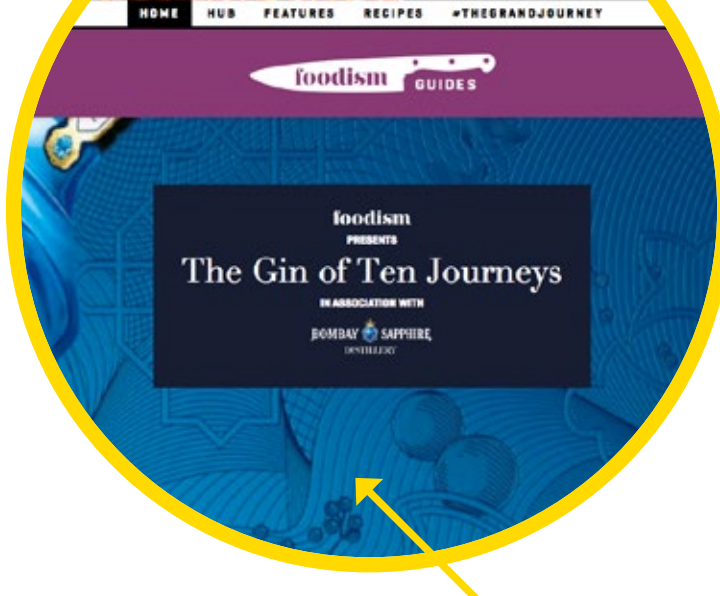 HOME HUB FEATURES RECIPES #THEGRANDJOURNEY
foodism GUIDES
foodism
PRESENTS
The Gin of Ten Journeys
IN ASSOCIATION WITH
BOMBAY SAPPHIRE
DISTILLERY